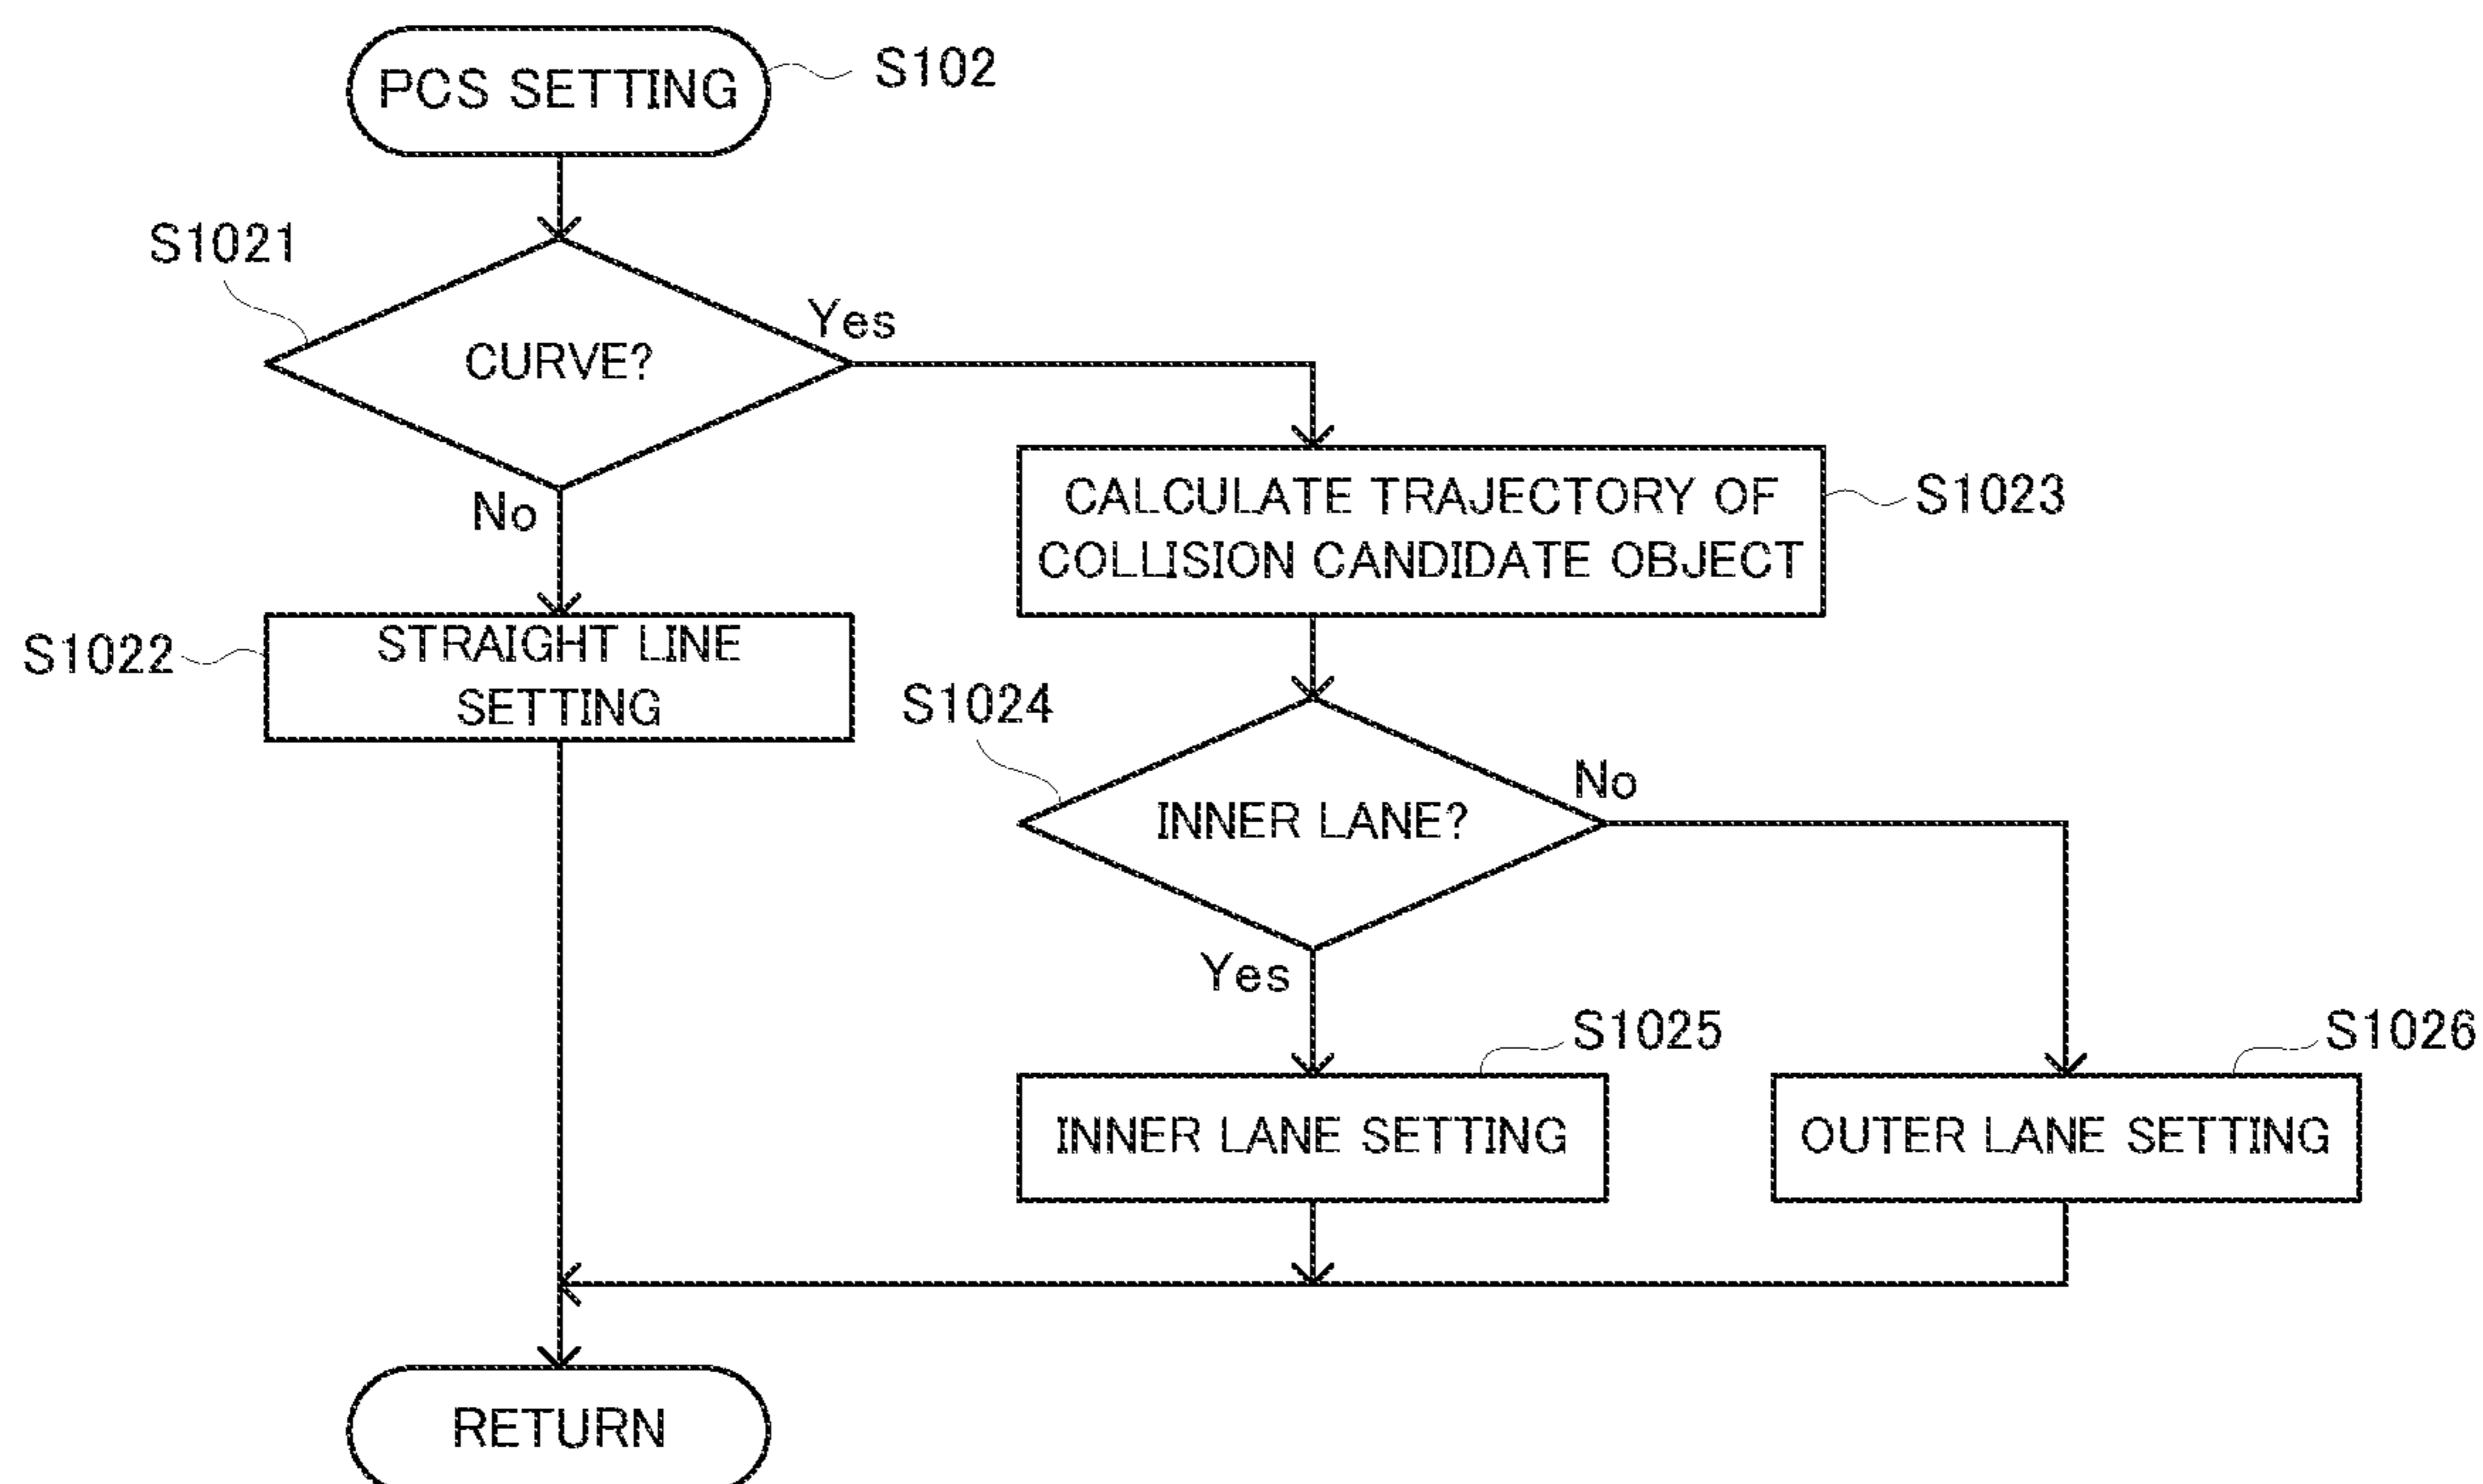 PCS SETTING
S102
S1021
CURVE?
Yes
No
CALCULATE TRAJECTORY OF
COLLISION CANDIDATE OBJECT
S1023
S1022
STRAIGHT LINE
SETTING
S1024
INNER LANE?
No
Yes
S1025
S1026
INNER LANE SETTING
OUTER LANE SETTING
RETURN